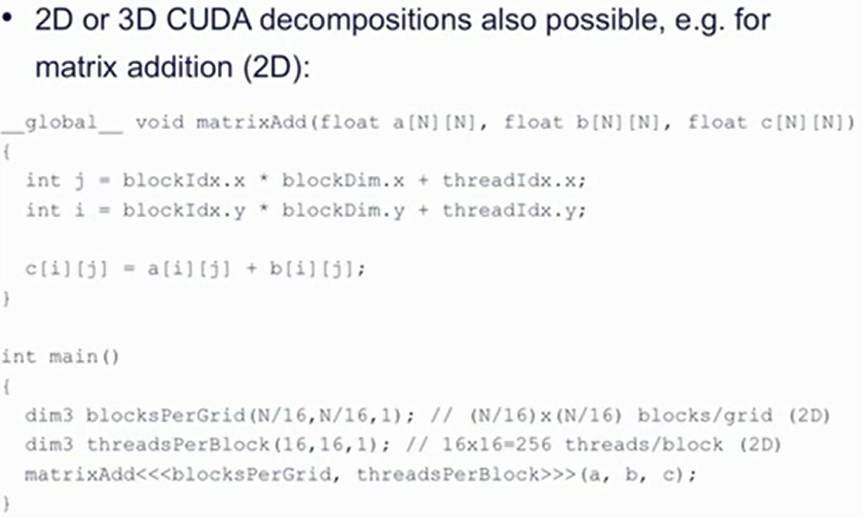 • 2D or 3D CUDA decompositions also possible, e.g. for
matrix addition (2D):
__global__ void matrixAdd(float a[N][N], float b[N][N], float c[N][N])
{
int j = blockIdx.x * blockDim.x + threadIdx.x;
int i = blockIdx.y * blockDim.y + threadIdx.y;
c[i][j] = a[i][j] + b[i][j];
}
int main()
{
dim3 blocksPerGrid(N/16,N/16,1); // (N/16)x(N/16) blocks/grid (2D)
dim3 threadsPerBlock(16,16,1); // 16x16=256 threads/block (2D)
matrixAdd<<<blocksPerGrid, threadsPerBlock>>>(a, b, c);
}